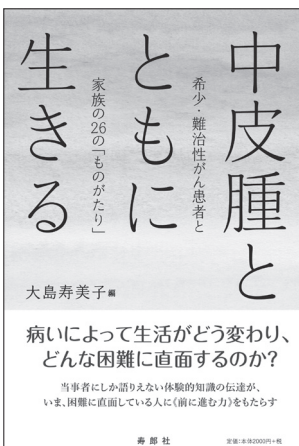 中皮腫と
ともに
生きる
希少・難治性がん患者と
家族の26の「ものがたり」
大島寿美子編
病いによって生活がどう変わり、
どんな困難に直面するのか?
当事者にしか語りえない体験的知識の伝達が、
いま、困難に直面している人に《前に進む力》をもたらす
寿郎社
定価:本体2000円+税